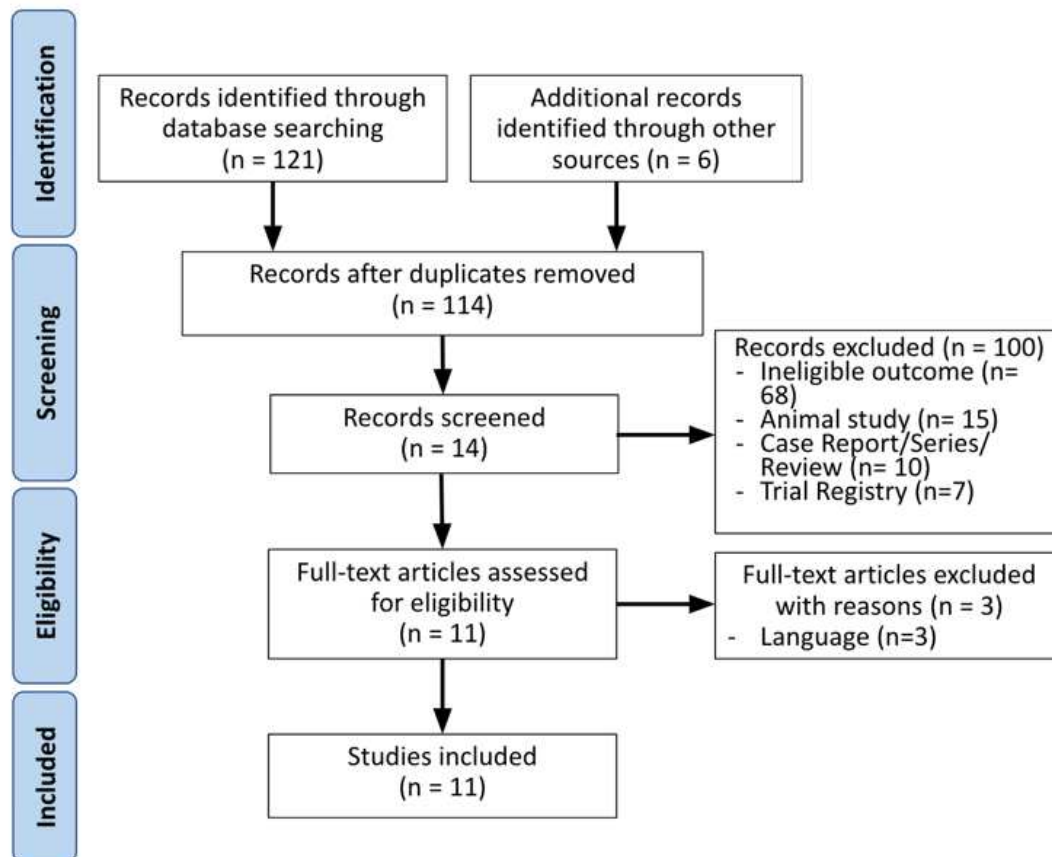 Identification
Records identified through
database searching
(n = 121)
Additional records
identified through other
sources (n = 6)
Screening
Records after duplicates removed
(n = 114)
Records screened
(n = 14)
Records excluded (n = 100)
- Ineligible outcome (n=
68)
- Animal study (n= 15)
- Case Report/Series/
Review (n= 10)
- Trial Registry (n=7)
Eligibility
Full-text articles assessed
for eligibility
(n = 11)
Full-text articles excluded
with reasons (n = 3)
- Language (n=3)
Included
Studies included
(n = 11)